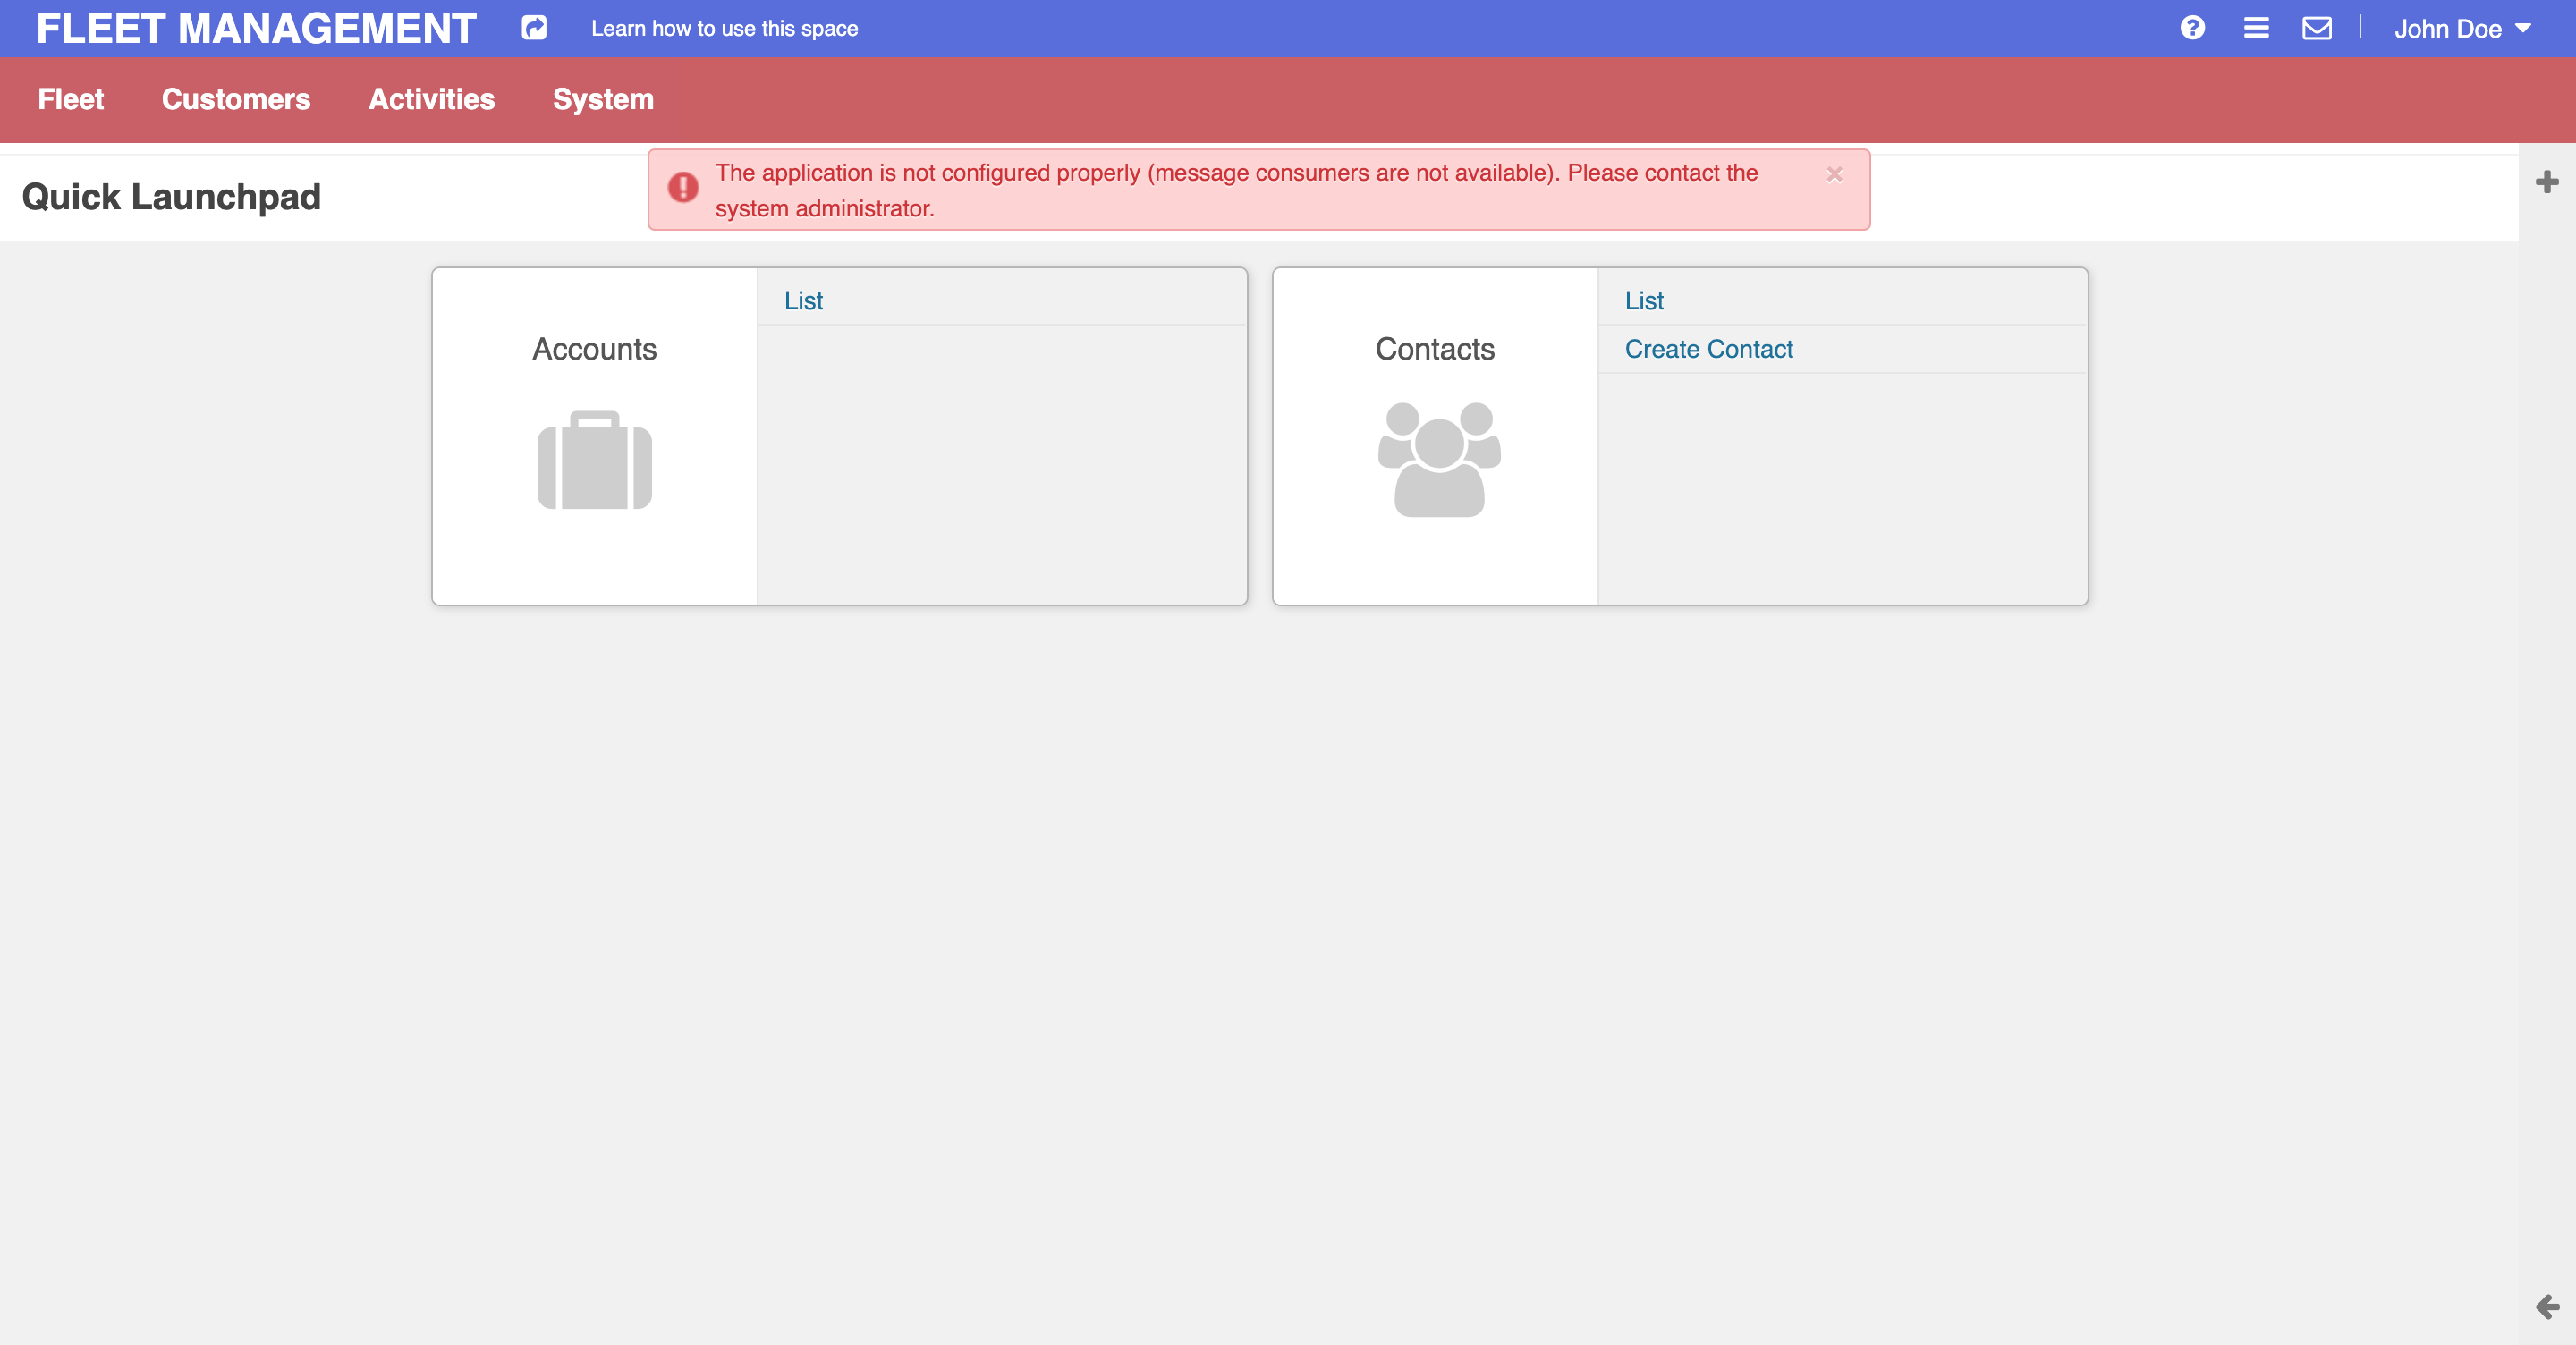 FLEET MANAGEMENT
Learn how to use this space
John Doe
Fleet
Customers
Activities
System
Quick Launchpad
The application is not configured properly (message consumers are not available). Please contact the
system administrator.
Accounts
List
Contacts
List
Create Contact